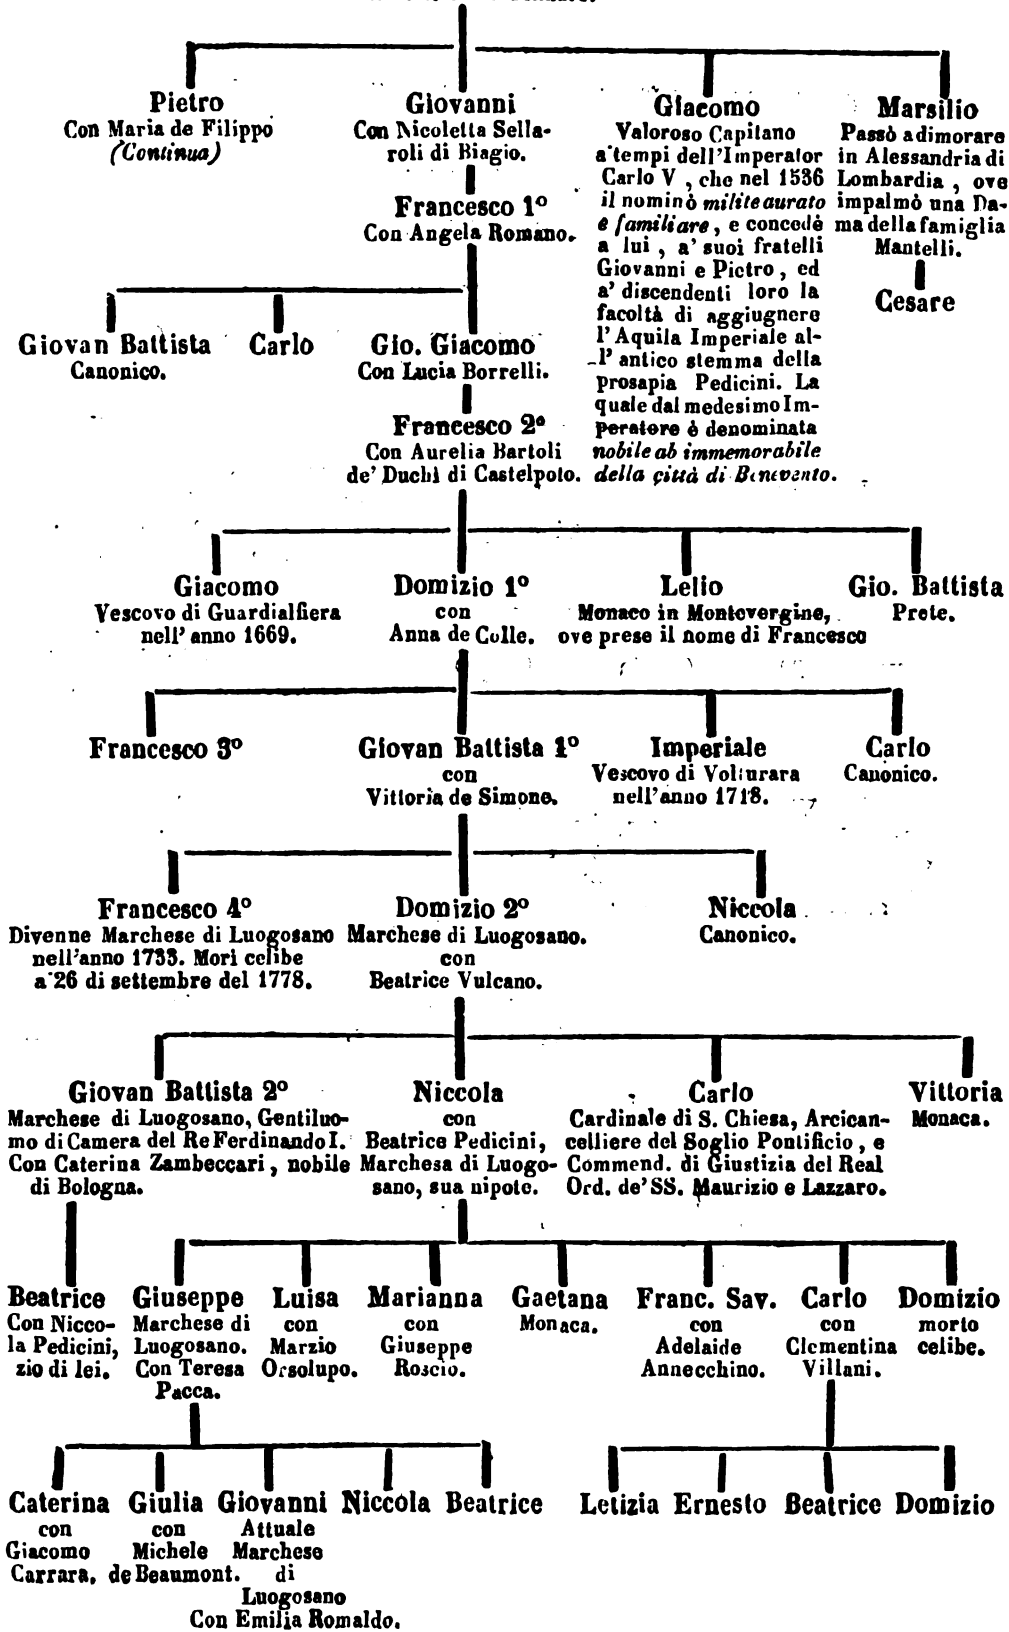 Pietro
Con Maria de Filippo
(Continua)
Giovanni
Con Nicoletta Sella-
roli di Biagio.
Giacomo
Valoroso Capitano
a' tempi dell'Imperator
Carlo V , che nel 1536
il nominò milite aurato
e familiare, e concedè
a lui , a' suoi fratelli
Giovanni e Pietro , ed
a' discendenti loro la
facoltà di aggiugnere
l'Aquila Imperiale al-
l' antico stemma della
prosapia Pedicini. La
quale dal medesimo Im-
peratore è denominata
nobile ab immemorabile
della città di Benevento.
Marsilio
Passò a dimorare
in Alessandria di
Lombardia , ove
impalmò una Da-
ma della famiglia
Mantelli.
Cesare
Francesco 1º
Con Angela Romano.
Giovan Battista
Canonico.
Carlo
Gio. Giacomo
Con Lucia Borrelli.
Francesco 2º
Con Aurelia Bartoli
de' Duchi di Castelpoto.
Giacomo
Vescovo di Guardialfiera
nell' anno 1669.
Domizio 1º
con
Anna de Colle.
Lelio
Monaco in Montevergine,
ove prese il nome di Francesco
Gio. Battista
Prete.
Francesco 3º
Giovan Battista 1º
con
Vittoria de Simone.
Imperiale
Vescovo di Volturara
nell'anno 1718.
Carlo
Canonico.
Francesco 4º
Divenne Marchese di Luogosano
nell'anno 1733. Morì celibe
a' 26 di settembre del 1778.
Domizio 2º
Marchese di Luogosano.
con
Beatrice Vulcano.
Niccola
Canonico.
Giovan Battista 2º
Marchese di Luogosano, Gentiluo-
mo di Camera del Re Ferdinando I.
Con Caterina Zambeccari , nobile
di Bologna.
Niccola
con
Beatrice Pedicini,
Marchesa di Luogo-
sano, sua nipote.
Carlo
Cardinale di S. Chiesa, Arcican-
celliere del Soglio Pontificio , e
Commend. di Giustizia del Real
Ord. de' SS. Maurizio e Lazzaro.
Vittoria
Monaca.
Beatrice
Con Nicco-
la Pedicini,
zio di lei.
Giuseppe
Marchese di
Luogosano.
Con Teresa
Pacca.
Luisa
con
Marzio
Orsolupo.
Marianna
con
Giuseppe
Roscio.
Gaetana
Monaca.
Franc. Sav.
con
Adelaide
Annecchino.
Carlo
con
Clementina
Villani.
Domizio
morto
celibe.
Caterina
con
Giacomo
Carrara.
Giulia
con
Michele
de Beaumont.
Giovanni
Attuale
Marchese
di
Luogosano
Con Emilia Romaldo.
Niccola
Beatrice
Letizia
Ernesto
Beatrice
Domizio